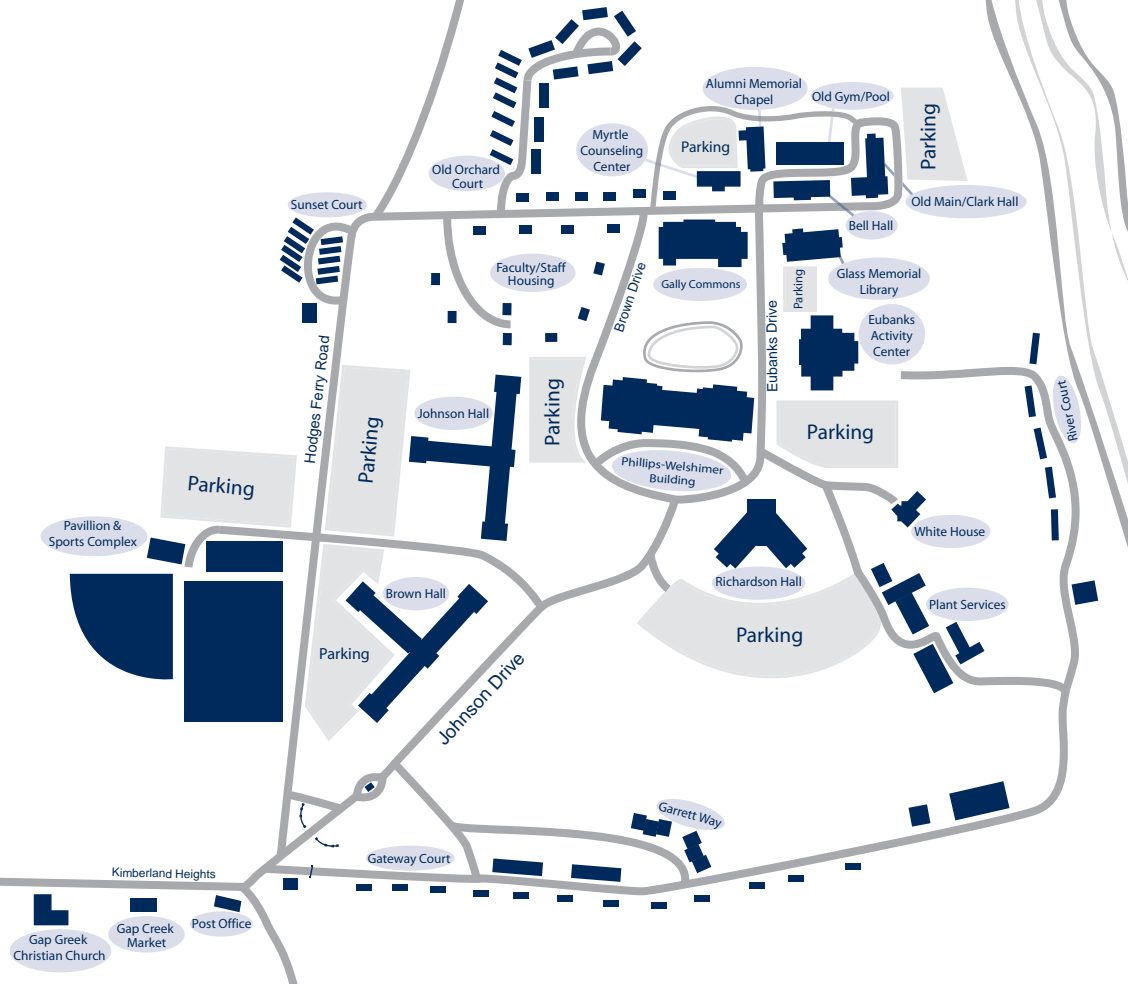 Alumni Memorial
Chapel
Old Gym/Pool
Parking
Myrtle
Counseling
Center
Parking
Old Orchard
Court
Old Main/Clark Hall
Sunset Court
Bell Hall
Faculty/Staff
Housing
Brown Drive
Gally Commons
Parking
Glass Memorial
Library
Eubanks Drive
Eubanks
Activity
Center
Hodges Ferry Road
Parking
Johnson Hall
Parking
Parking
River Court
Phillips-Welshimer
Building
Parking
Pavillion &
Sports Complex
White House
Richardson Hall
Brown Hall
Plant Services
Parking
Parking
Johnson Drive
Garrett Way
Gateway Court
Kimberland Heights
Post Office
Gap Creek
Market
Gap Greek
Christian Church